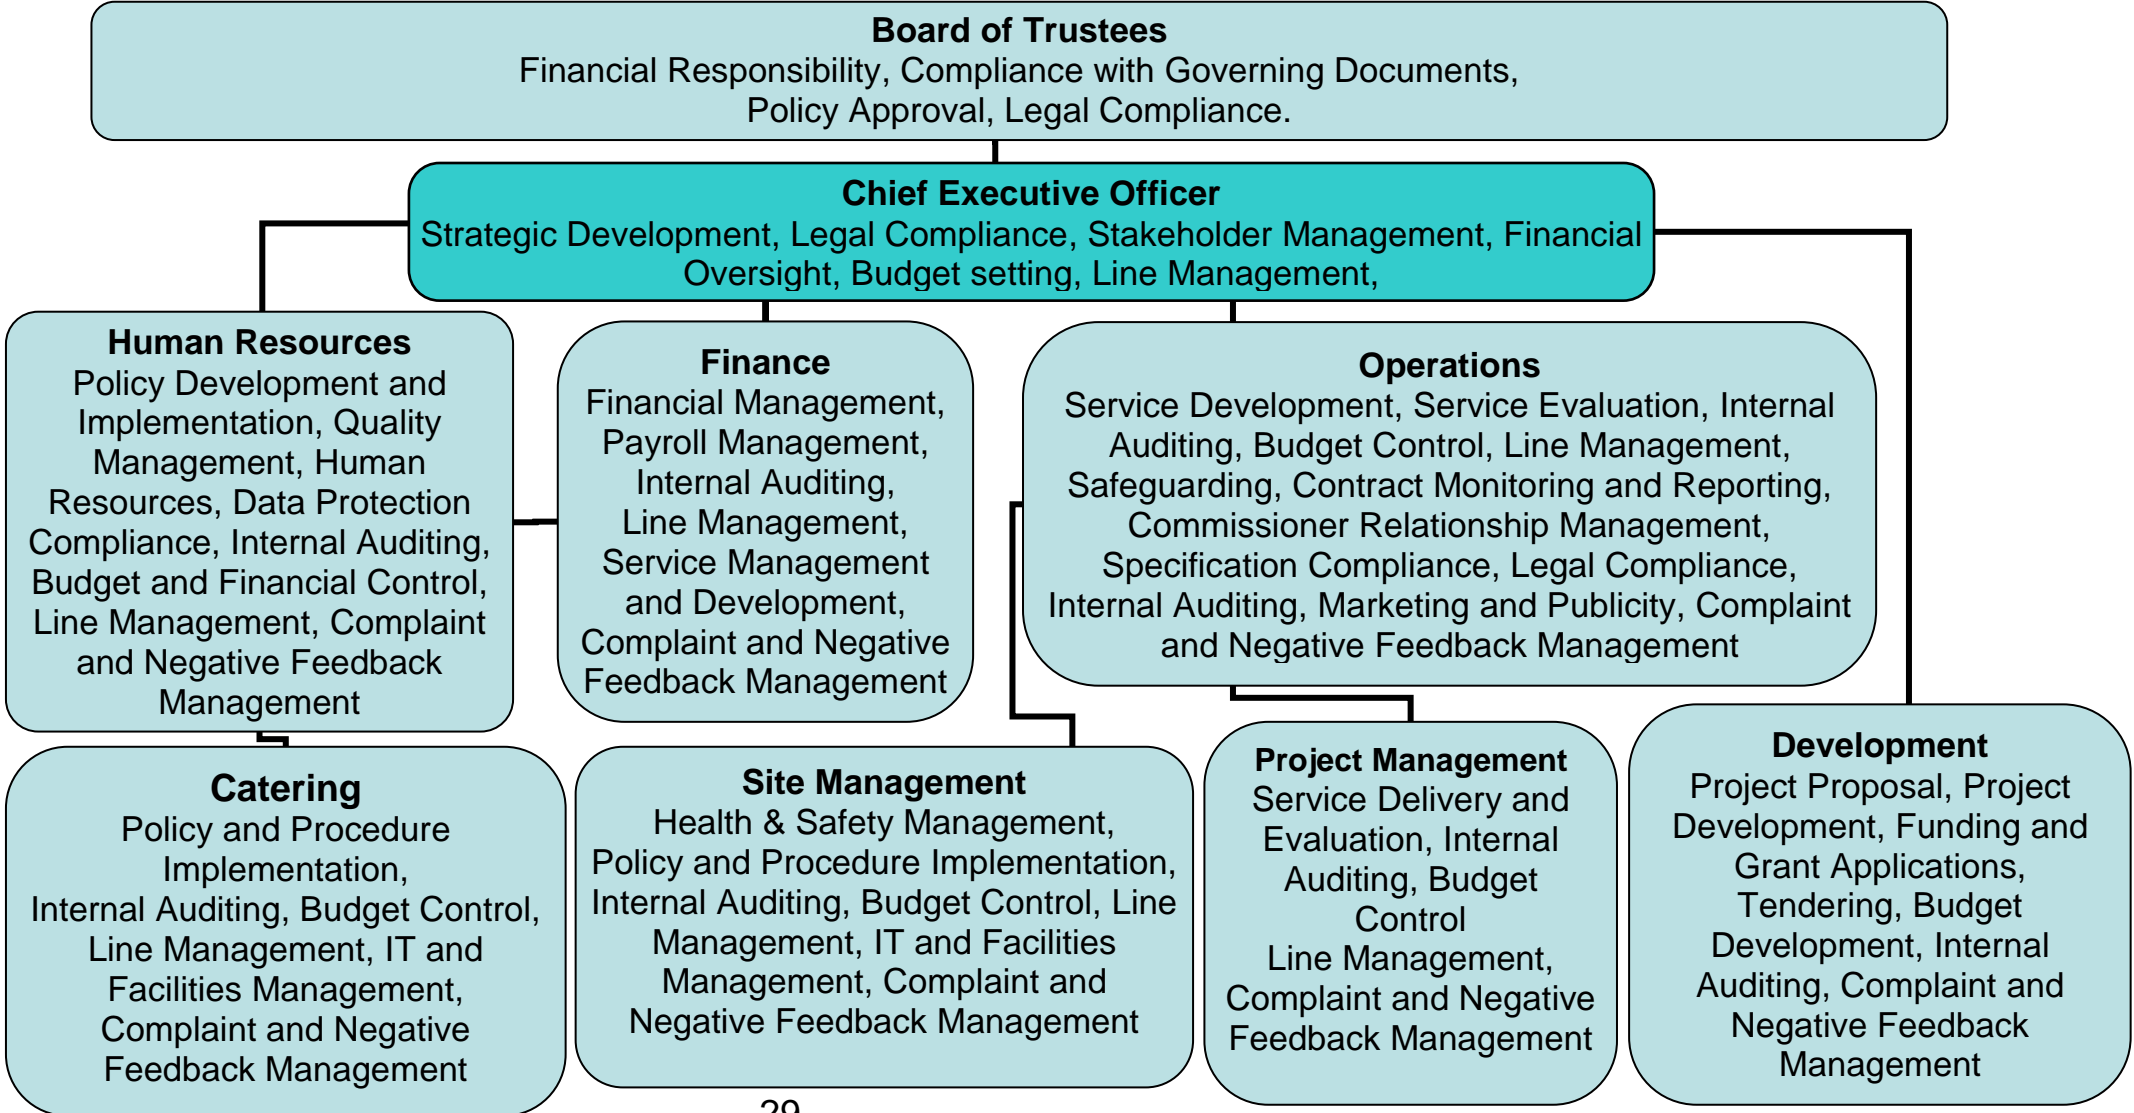 Board of Trustees
Financial Responsibility, Compliance with Governing Documents,
Policy Approval, Legal Compliance.
Chief Executive Officer
Strategic Development, Legal Compliance, Stakeholder Management, Financial
Oversight, Budget setting, Line Management,
Human Resources
Policy Development and
Implementation, Quality
Management, Human
Resources, Data Protection
Compliance, Internal Auditing,
Budget and Financial Control,
Line Management, Complaint
and Negative Feedback
Management
Finance
Financial Management,
Payroll Management,
Internal Auditing,
Line Management,
Service Management
and Development,
Complaint and Negative
Feedback Management
Operations
Service Development, Service Evaluation, Internal
Auditing, Budget Control, Line Management,
Safeguarding, Contract Monitoring and Reporting,
Commissioner Relationship Management,
Specification Compliance, Legal Compliance,
Internal Auditing, Marketing and Publicity, Complaint
and Negative Feedback Management
Catering
Policy and Procedure
Implementation,
Internal Auditing, Budget Control,
Line Management, IT and
Facilities Management,
Complaint and Negative
Feedback Management
Site Management
Health & Safety Management,
Policy and Procedure Implementation,
Internal Auditing, Budget Control, Line
Management, IT and Facilities
Management, Complaint and
Negative Feedback Management
Project Management
Service Delivery and
Evaluation, Internal
Auditing, Budget
Control
Line Management,
Complaint and Negative
Feedback Management
Development
Project Proposal, Project
Development, Funding and
Grant Applications,
Tendering, Budget
Development, Internal
Auditing, Complaint and
Negative Feedback
Management
29